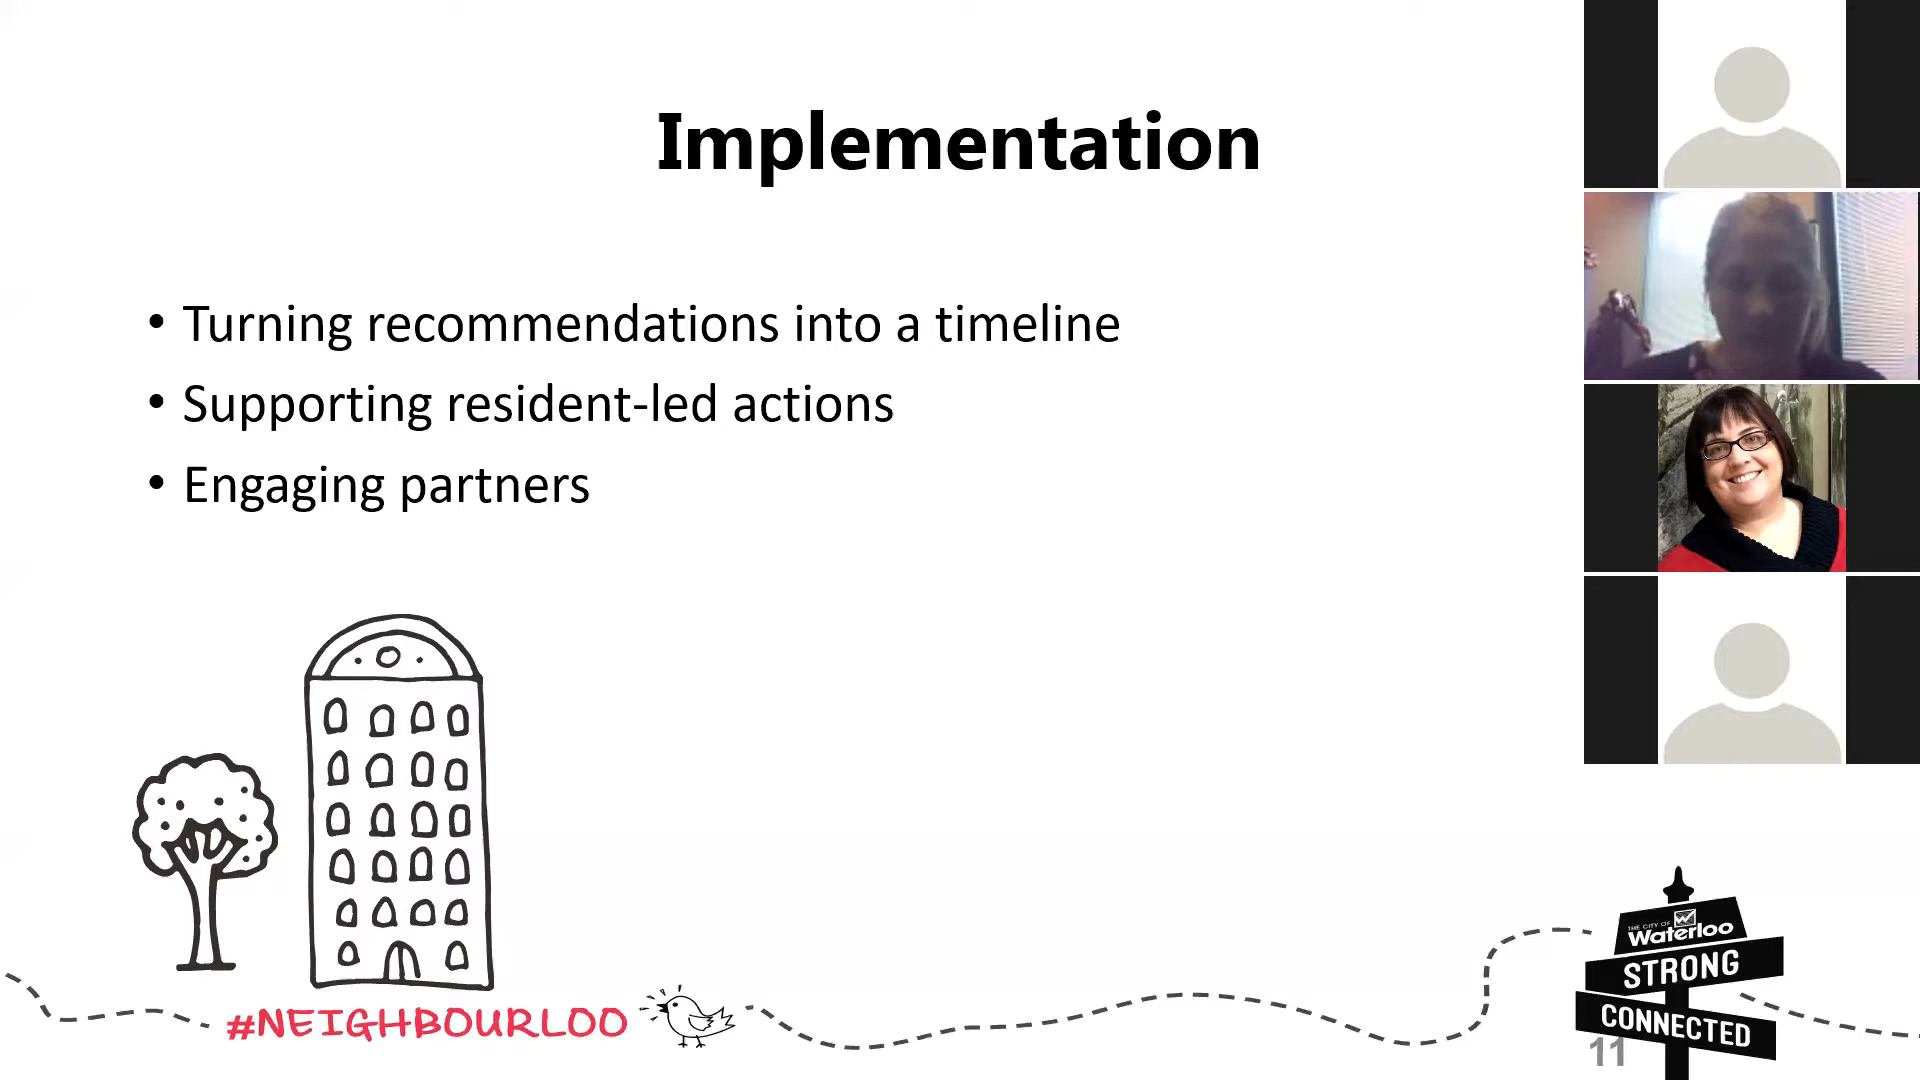 Implementation
• Turning recommendations into a timeline
• Supporting resident-led actions
• Engaging partners
#NEIGHBOURLOO
THE CITY OF
Waterloo
STRONG
CONNECTED
11